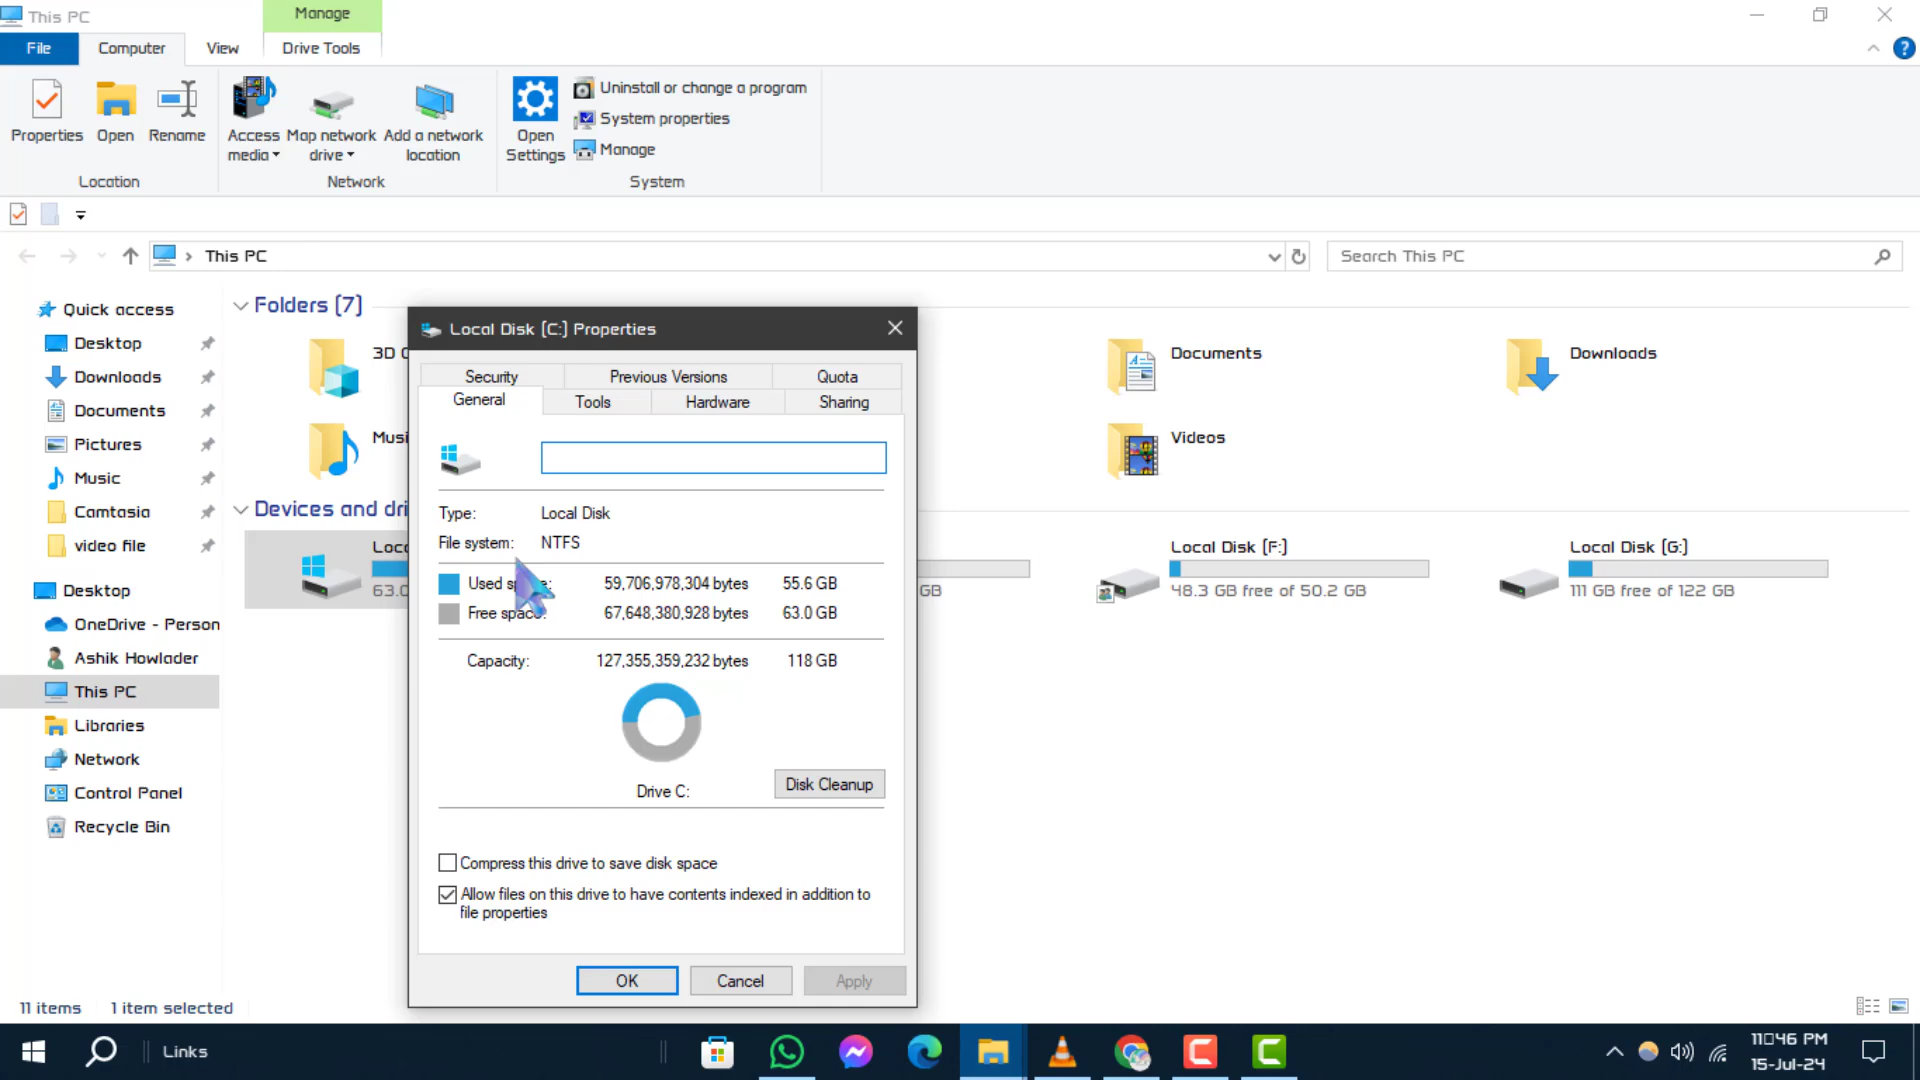 This PC
Manage
File
Computer
View
Drive Tools
Properties
Open
Rename
Access media
Map network drive
Add a network location
Open Settings
Uninstall or change a program
System properties
Manage
Location
Network
System
This PC
Search This PC
Quick access
Desktop
Downloads
Documents
Pictures
Music
Camtasia
video file
Desktop
OneDrive - Person
Ashik Howlader
This PC
Libraries
Network
Control Panel
Recycle Bin
Folders (7)
3D
Documents
Downloads
Videos
Devices and
63.0
GB
Local Disk (F:)
48.3 GB free of 50.2 GB
Local Disk (G:)
111 GB free of 122 GB
Local Disk (C:) Properties
Security
Previous Versions
Quota
General
Tools
Hardware
Sharing
Type: Local Disk
File system: NTFS
Used space: 59,706,978,304 bytes 55.6 GB
Free space: 67,648,380,928 bytes 63.0 GB
Capacity: 127,355,359,232 bytes 118 GB
Drive C:
Disk Cleanup
Compress this drive to save disk space
Allow files on this drive to have contents indexed in addition to
file properties
OK
Cancel
Apply
11 items 1 item selected
Links
11□46 PM
15-Jul-24